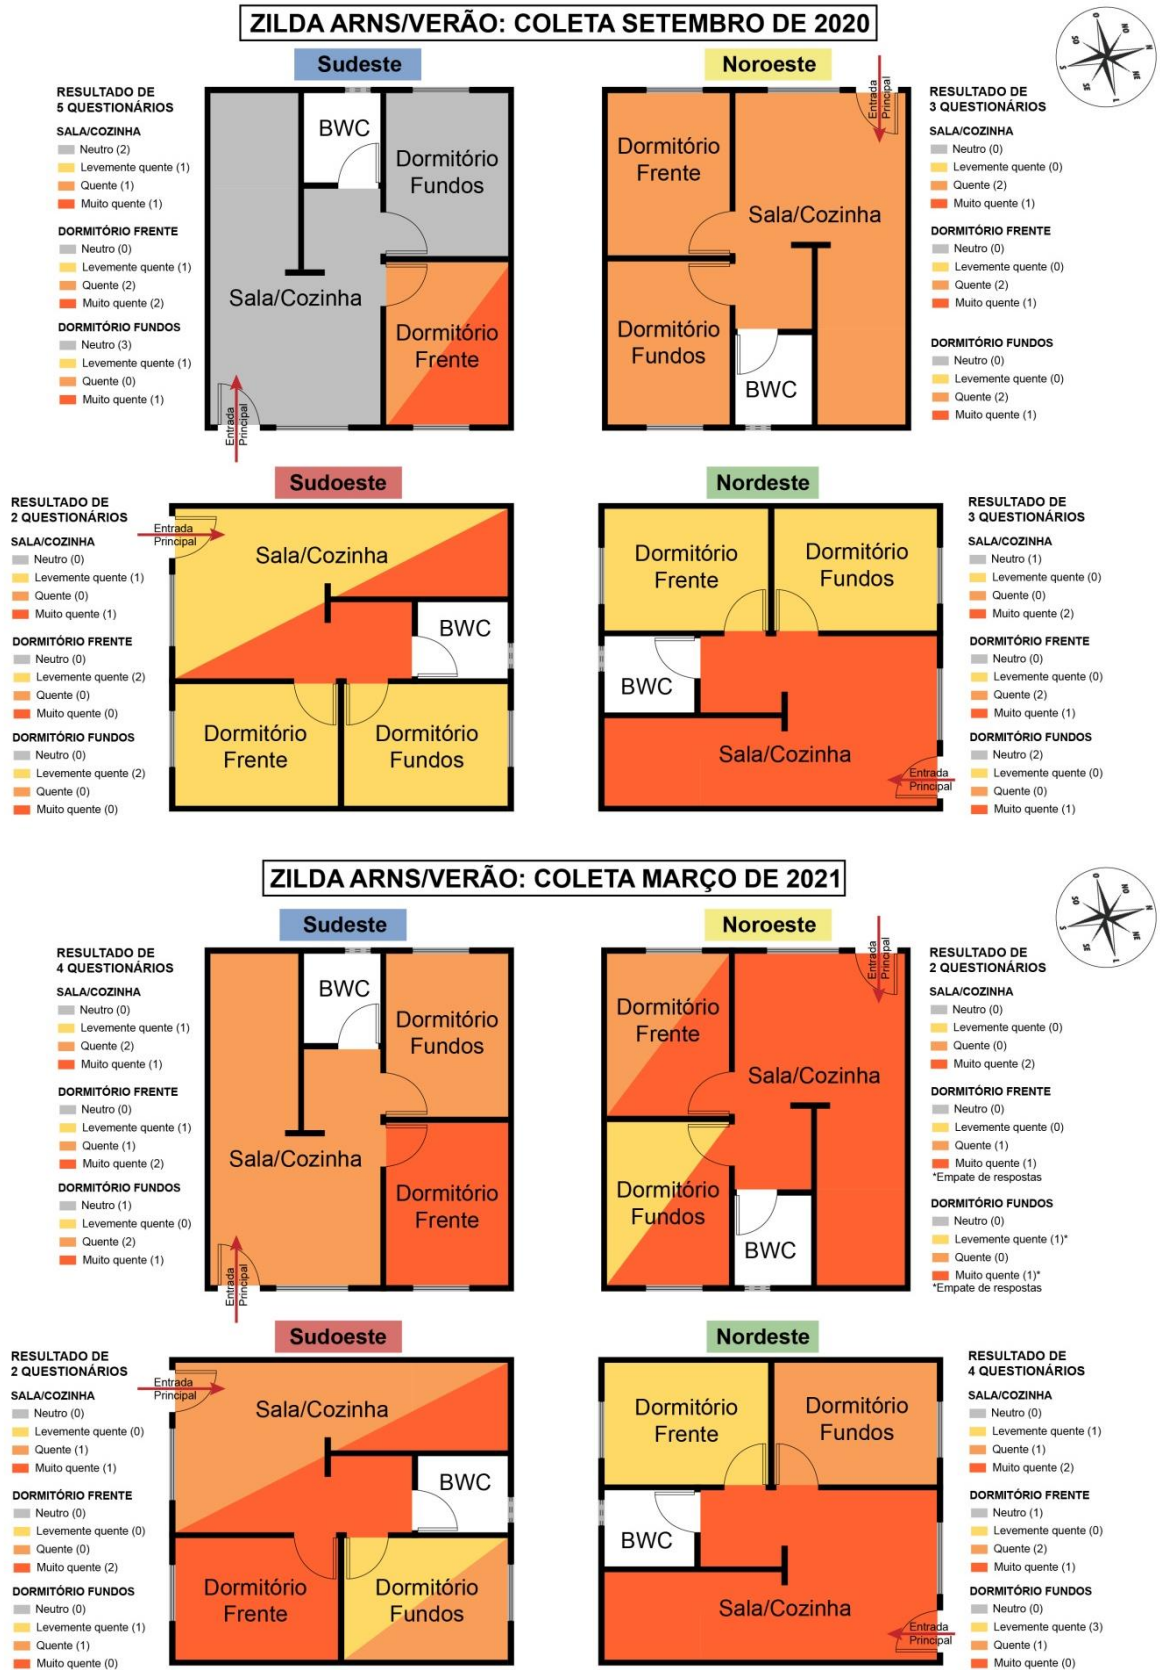 ZILDA ARNS/VERÃO: COLETA SETEMBRO DE 2020
O
NO
N
NE
L
SE
S
SO
Sudeste
RESULTADO DE
5 QUESTIONÁRIOS
SALA/COZINHA
Neutro (2)
Levemente quente (1)
Quente (1)
Muito quente (1)
DORMITÓRIO FRENTE
Neutro (0)
Levemente quente (1)
Quente (2)
Muito quente (2)
DORMITÓRIO FUNDOS
Neutro (3)
Levemente quente (1)
Quente (0)
Muito quente (1)
BWC
Dormitório
Fundos
Sala/Cozinha
Dormitório
Frente
Entrada
Principal
Noroeste
Entrada
Principal
Dormitório
Frente
Sala/Cozinha
Dormitório
Fundos
BWC
RESULTADO DE
3 QUESTIONÁRIOS
SALA/COZINHA
Neutro (0)
Levemente quente (0)
Quente (2)
Muito quente (1)
DORMITÓRIO FRENTE
Neutro (0)
Levemente quente (0)
Quente (2)
Muito quente (1)
DORMITÓRIO FUNDOS
Neutro (0)
Levemente quente (0)
Quente (2)
Muito quente (1)
Sudoeste
RESULTADO DE
2 QUESTIONÁRIOS
SALA/COZINHA
Neutro (0)
Levemente quente (1)
Quente (0)
Muito quente (1)
DORMITÓRIO FRENTE
Neutro (0)
Levemente quente (2)
Quente (0)
Muito quente (0)
DORMITÓRIO FUNDOS
Neutro (0)
Levemente quente (2)
Quente (0)
Muito quente (0)
Entrada
Principal
Sala/Cozinha
BWC
Dormitório
Frente
Dormitório
Fundos
Nordeste
Dormitório
Frente
Dormitório
Fundos
BWC
Sala/Cozinha
Entrada
Principal
RESULTADO DE
3 QUESTIONÁRIOS
SALA/COZINHA
Neutro (1)
Levemente quente (0)
Quente (0)
Muito quente (2)
DORMITÓRIO FRENTE
Neutro (0)
Levemente quente (0)
Quente (2)
Muito quente (1)
DORMITÓRIO FUNDOS
Neutro (2)
Levemente quente (0)
Quente (0)
Muito quente (1)
ZILDA ARNS/VERÃO: COLETA MARÇO DE 2021
O
NO
N
NE
L
SE
S
SO
Sudeste
RESULTADO DE
4 QUESTIONÁRIOS
SALA/COZINHA
Neutro (0)
Levemente quente (1)
Quente (2)
Muito quente (1)
DORMITÓRIO FRENTE
Neutro (0)
Levemente quente (1)
Quente (1)
Muito quente (2)
DORMITÓRIO FUNDOS
Neutro (1)
Levemente quente (0)
Quente (2)
Muito quente (1)
BWC
Dormitório
Fundos
Sala/Cozinha
Dormitório
Frente
Entrada
Principal
Noroeste
Entrada
Principal
Dormitório
Frente
Sala/Cozinha
Dormitório
Fundos
BWC
RESULTADO DE
2 QUESTIONÁRIOS
SALA/COZINHA
Neutro (0)
Levemente quente (0)
Quente (0)
Muito quente (2)
DORMITÓRIO FRENTE
Neutro (0)
Levemente quente (0)
Quente (1)
Muito quente (1)
*Empate de respostas
DORMITÓRIO FUNDOS
Neutro (0)
Levemente quente (1)*
Quente (0)
Muito quente (1)*
*Empate de respostas
Sudoeste
RESULTADO DE
2 QUESTIONÁRIOS
SALA/COZINHA
Neutro (0)
Levemente quente (0)
Quente (1)
Muito quente (1)
DORMITÓRIO FRENTE
Neutro (0)
Levemente quente (0)
Quente (0)
Muito quente (2)
DORMITÓRIO FUNDOS
Neutro (0)
Levemente quente (1)
Quente (1)
Muito quente (0)
Entrada
Principal
Sala/Cozinha
BWC
Dormitório
Frente
Dormitório
Fundos
Nordeste
Dormitório
Frente
Dormitório
Fundos
BWC
Sala/Cozinha
Entrada
Principal
RESULTADO DE
4 QUESTIONÁRIOS
SALA/COZINHA
Neutro (0)
Levemente quente (1)
Quente (1)
Muito quente (2)
DORMITÓRIO FRENTE
Neutro (1)
Levemente quente (0)
Quente (2)
Muito quente (1)
DORMITÓRIO FUNDOS
Neutro (0)
Levemente quente (3)
Quente (1)
Muito quente (0)